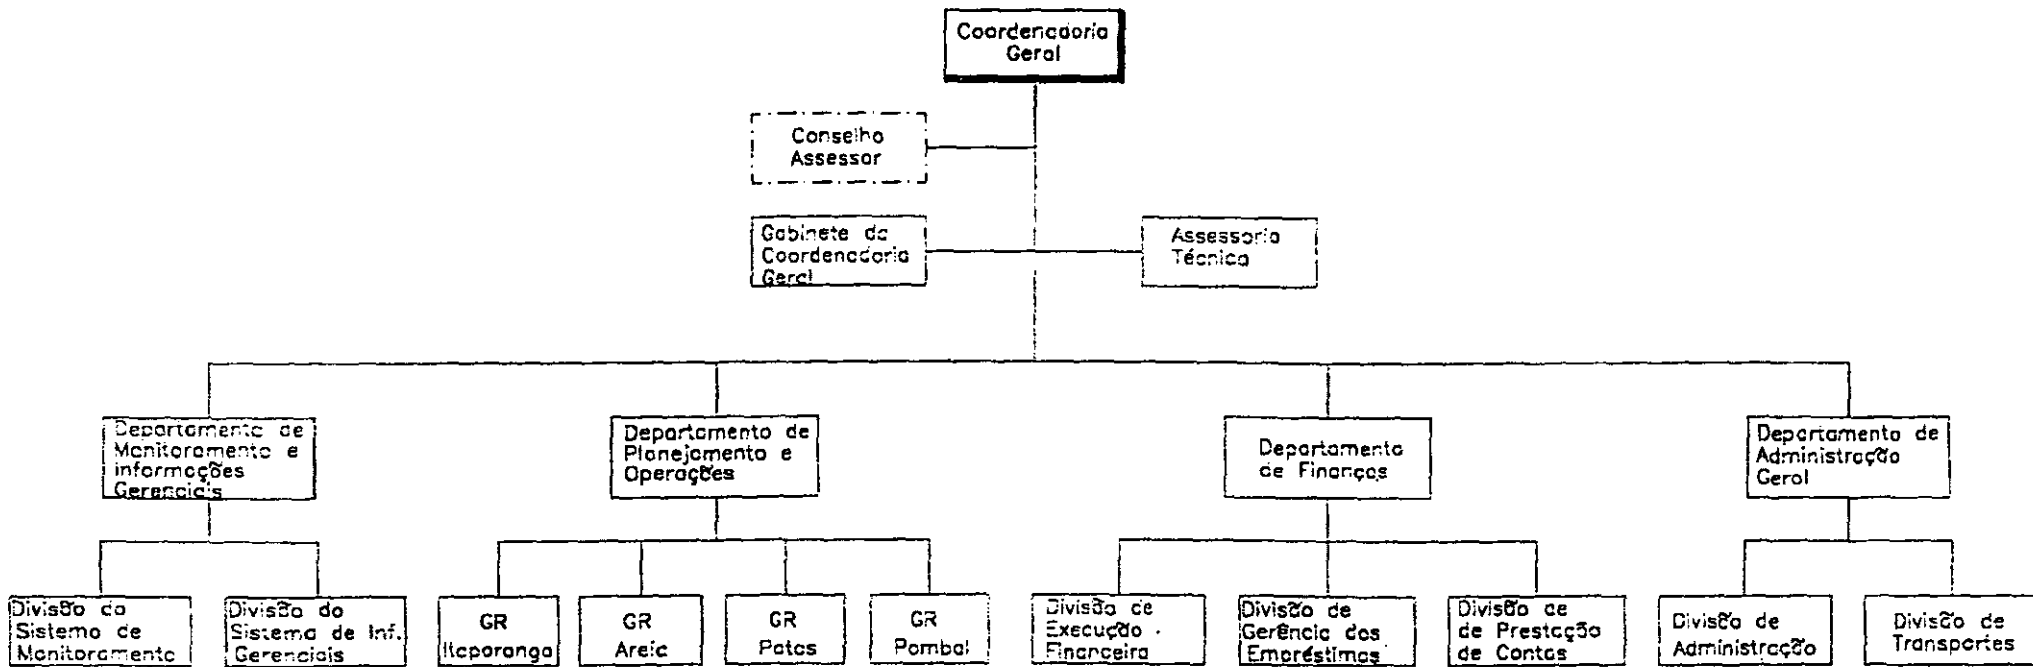 Coordenadoria
Geral
Conselho
Assessor
Gabinete da
Coordenadoria
Geral
Assessoria
Técnica
Departamento de
Monitoramento e
informações
Gerenciais
Departamento de
Planejamento e
Operações
Departamento
de Finanças
Departamento de
Administração
Geral
Divisão do
Sistema de
Monitoramento
Divisão do
Sistema de Inf.
Gerenciais
GR
Itaporanga
GR
Areia
GR
Patos
GR
Pombal
Divisão de
Execução
Financeira
Divisão de
Gerência dos
Empréstimos
Divisão de
de Prestação
de Contas
Divisão de
Administração
Divisão de
Transportes